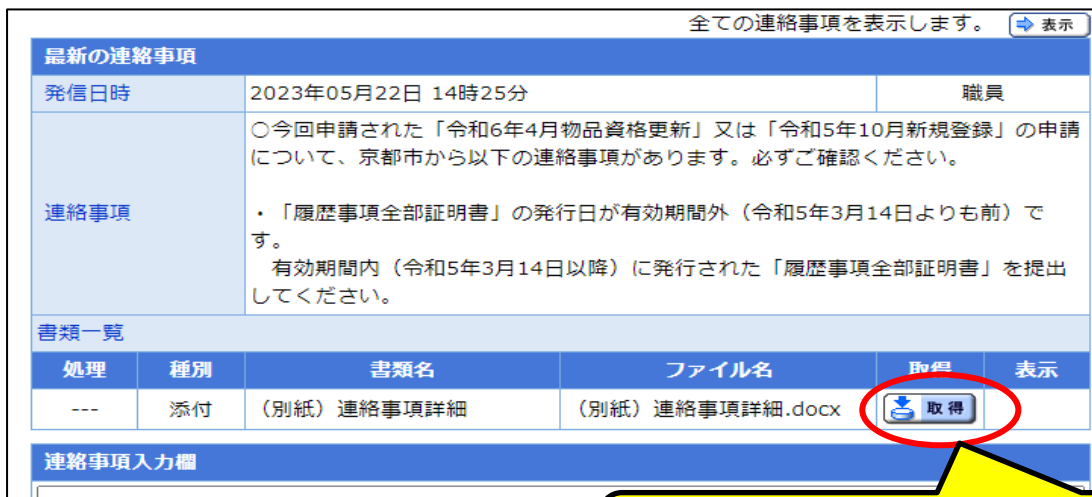 全ての連絡事項を表示します。 表示
最新の連絡事項
発信日時 2023年05月22日 14時25分 職員
連絡事項
○今回申請された「令和6年4月物品資格更新」又は「令和5年10月新規登録」の申請
について、京都市から以下の連絡事項があります。必ずご確認ください。
・「履歴事項全部証明書」の発行日が有効期間外（令和5年3月14日よりも前）で
す。
　有効期間内（令和5年3月14日以降）に発行された「履歴事項全部証明書」を提出
してください。
書類一覧
処理 種別 書類名 ファイル名 取得 表示
--- 添付 （別紙）連絡事項詳細 （別紙）連絡事項詳細.docx 取得
連絡事項入力欄